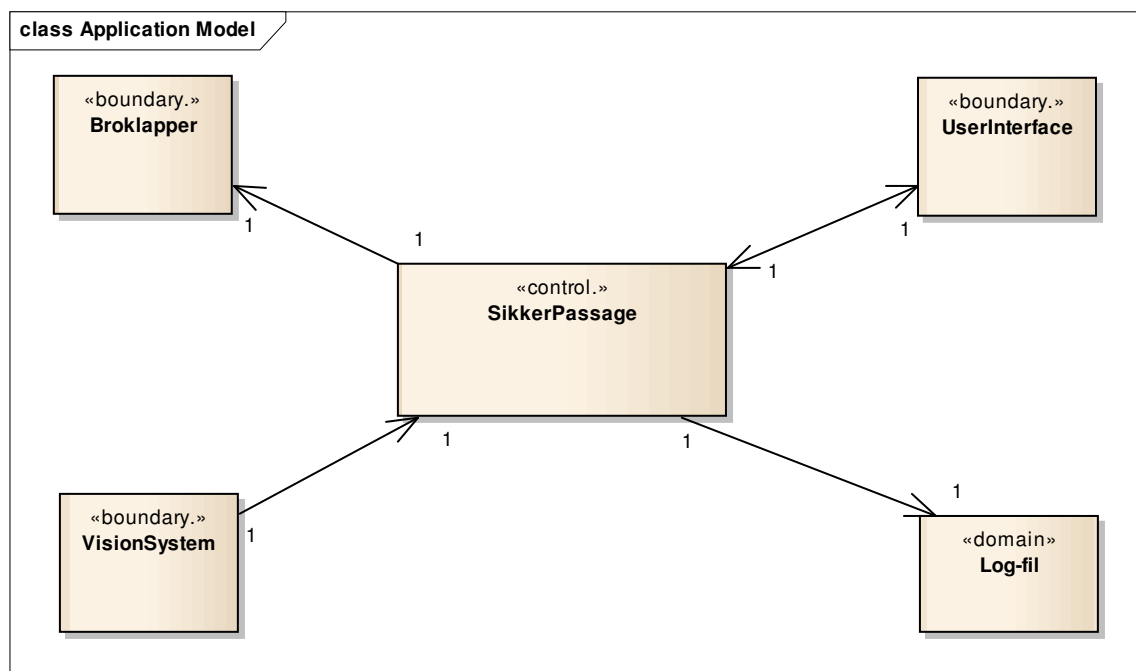 class Application Model
«boundary.»
Broklapper
«boundary.»
UserInterface
1
1
1
1
«control.»
SikkerPassage
1
1
1
1
«boundary.»
VisionSystem
«domain»
Log-fil